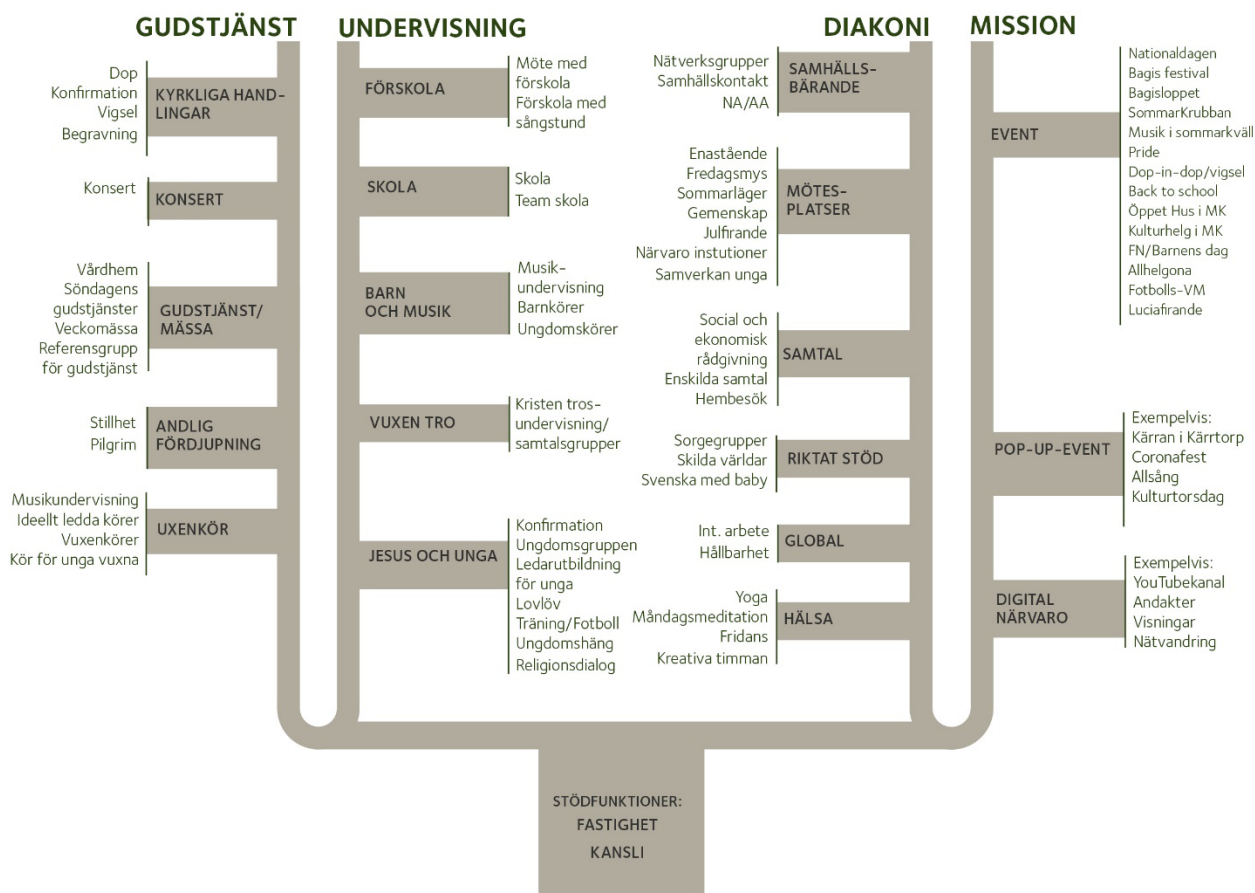 GUDSTJÄNST
Dop
Konfirmation
Vigsel
Begravning
KYRKLIGA HAND-
LINGAR
Konsert
KONSERT
Vårdhem
Söndagens
gudstjänster
Veckomässa
Referensgrupp
för gudstjänst
GUDSTJÄNST/
MÄSSA
Stillhet
Pilgrim
ANDLIG
FÖRDJUPNING
Musikundervisning
Ideellt ledda körer
Vuxenkörer
Kör för unga vuxna
UXENKÖR
UNDERVISNING
FÖRSKOLA
Möte med
förskola
Förskola med
sångstund
SKOLA
Skola
Team skola
BARN
OCH MUSIK
Musik-
undervisning
Barnkörer
Ungdomskörer
VUXEN TRO
Kristen tros-
undervisning/
samtalsgrupper
JESUS OCH UNGA
Konfirmation
Ungdomsgruppen
Ledarutbildning
för unga
Lovlöv
Träning/Fotboll
Ungdomshäng
Religionsdialog
DIAKONI
Nätverksgrupper
Samhällskontakt
NA/AA
SAMHÄLLS-
BÄRANDE
Enastående
Fredagsmys
Sommarläger
Gemenskap
Julfirande
Närvaro instutioner
Samverkan unga
MÖTES-
PLATSER
Social och
ekonomisk
rådgivning
Enskilda samtal
Hembesök
SAMTAL
Sorgegrupper
Skilda världar
Svenska med baby
RIKTAT STÖD
Int. arbete
Hållbarhet
GLOBAL
Yoga
Måndagsmeditation
Fridans
Kreativa timman
HÄLSA
MISSION
EVENT
Nationaldagen
Bagis festival
Bagisloppet
SommarKrubban
Musik i sommarkväll
Pride
Dop-in-dop/vigsel
Back to school
Öppet Hus i MK
Kulturhelg i MK
FN/Barnens dag
Allhelgona
Fotbolls-VM
Luciafirande
POP-UP-EVENT
Exempelvis:
Kärran i Kärrtorp
Coronafest
Allsång
Kulturtorsdag
DIGITAL
NÄRVARO
Exempelvis:
YouTubekanal
Andakter
Visningar
Nätvandring
STÖDFUNKTIONER:
FASTIGHET
KANSLI